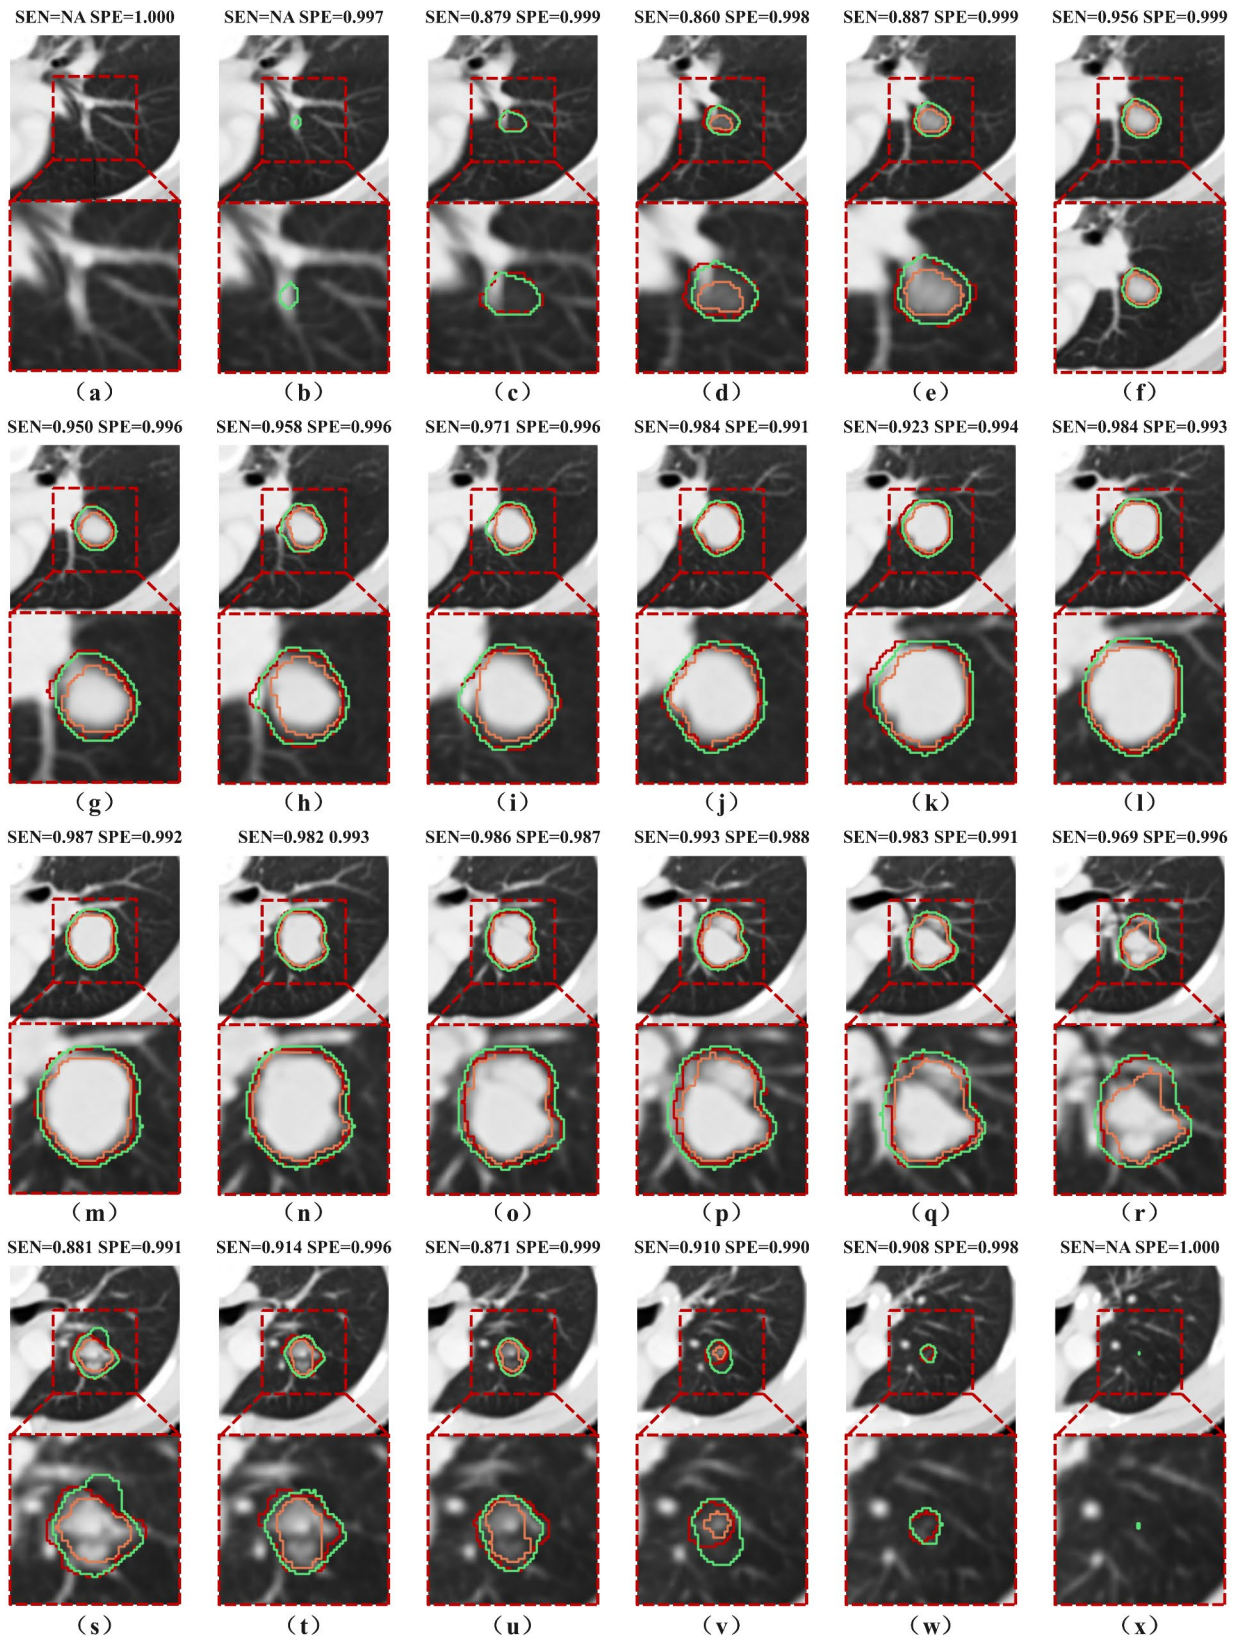 SEN=NA SPE=1.000 SEN=NA SPE=0.997 SEN=0.879 SPE=0.999 SEN=0.860 SPE=0.998 SEN=0.887 SPE=0.999 SEN=0.956 SPE=0.999
（a） （b） （c） （d） （e） （f）
SEN=0.950 SPE=0.996 SEN=0.958 SPE=0.996 SEN=0.971 SPE=0.996 SEN=0.984 SPE=0.991 SEN=0.923 SPE=0.994 SEN=0.984 SPE=0.993
（g） （h） （i） （j） （k） （l）
SEN=0.987 SPE=0.992 SEN=0.982 0.993 SEN=0.986 SPE=0.987 SEN=0.993 SPE=0.988 SEN=0.983 SPE=0.991 SEN=0.969 SPE=0.996
（m） （n） （o） （p） （q） （r）
SEN=0.881 SPE=0.991 SEN=0.914 SPE=0.996 SEN=0.871 SPE=0.999 SEN=0.910 SPE=0.990 SEN=0.908 SPE=0.998 SEN=NA SPE=1.000
（s） （t） （u） （v） （w） （x）